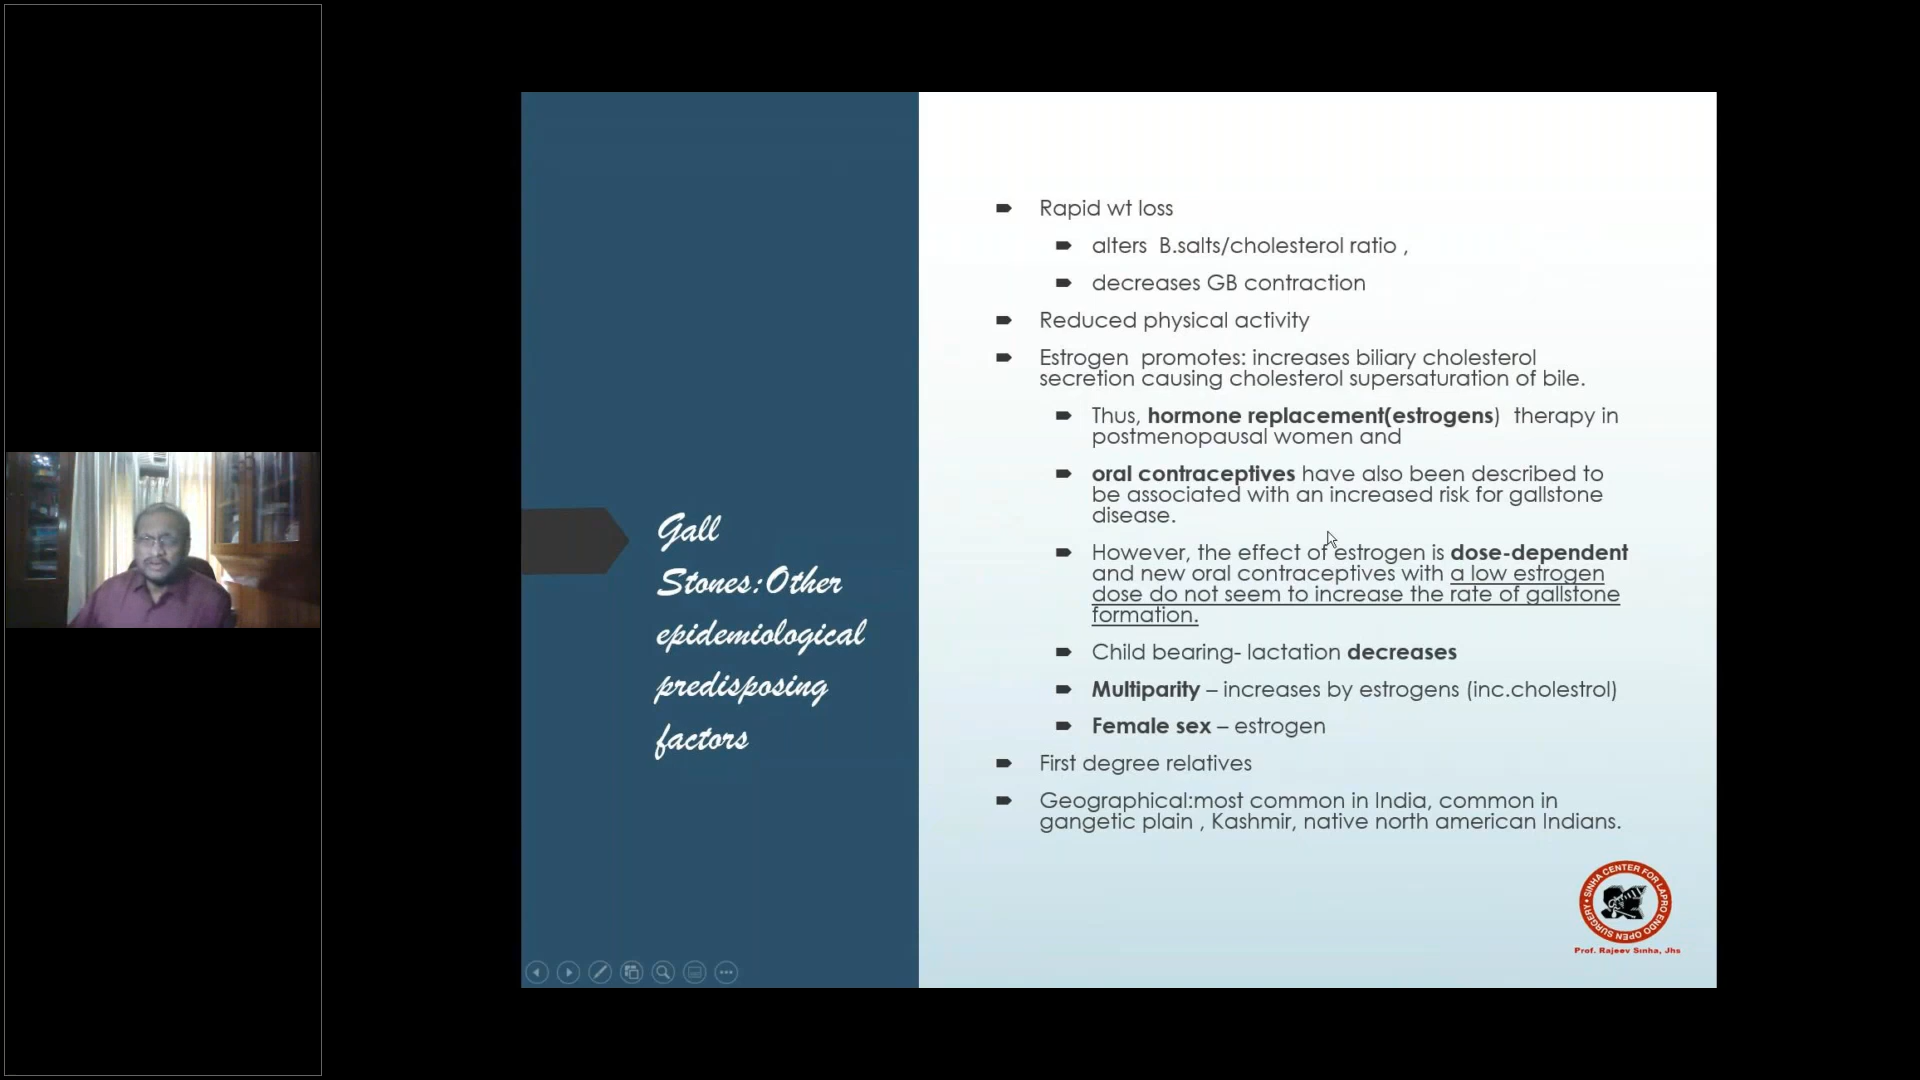 Gall
Stones:Other
epidemiological
predisposing
factors
Rapid wt loss
alters B.salts/cholesterol ratio ,
decreases GB contraction
Reduced physical activity
Estrogen promotes: increases biliary cholesterol
secretion causing cholesterol supersaturation of bile.
Thus, hormone replacement(estrogens) therapy in
postmenopausal women and
oral contraceptives have also been described to
be associated with an increased risk for gallstone
disease.
However, the effect of estrogen is dose-dependent
and new oral contraceptives with a low estrogen
dose do not seem to increase the rate of gallstone
formation.
Child bearing- lactation decreases
Multiparity – increases by estrogens (inc.cholestrol)
Female sex – estrogen
First degree relatives
Geographical:most common in India, common in
gangetic plain , Kashmir, native north american Indians.
SINHA CENTER FOR LAPRO ENDO OPEN SURGERY
Prof. Rajeev Sinha, Jhs